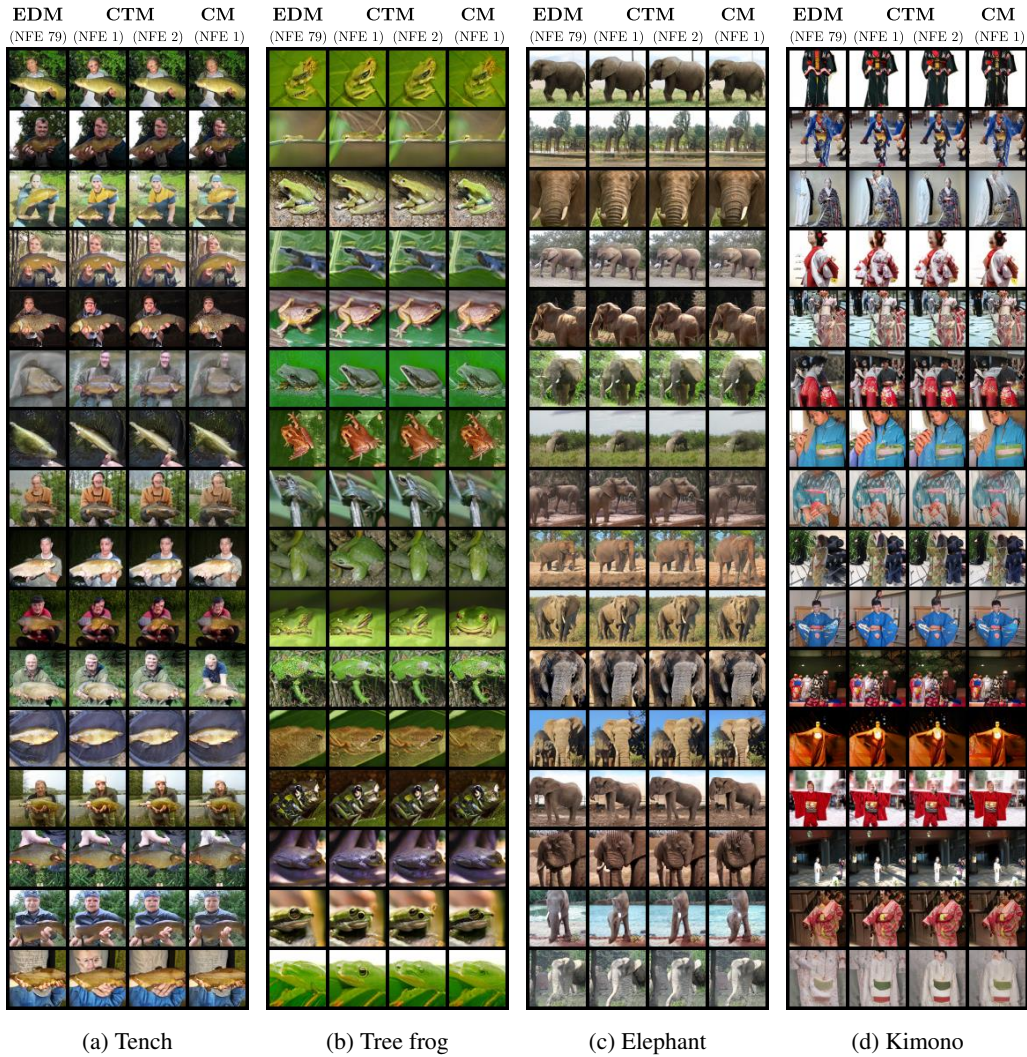 EDM CTM CM EDM CTM CM EDM CTM CM EDM CTM CM
(NFE 79) (NFE 1) (NFE 2) (NFE 1) (NFE 79) (NFE 1) (NFE 2) (NFE 1) (NFE 79) (NFE 1) (NFE 2) (NFE 1) (NFE 79) (NFE 1) (NFE 2) (NFE 1)
(a) Tench (b) Tree frog (c) Elephant (d) Kimono